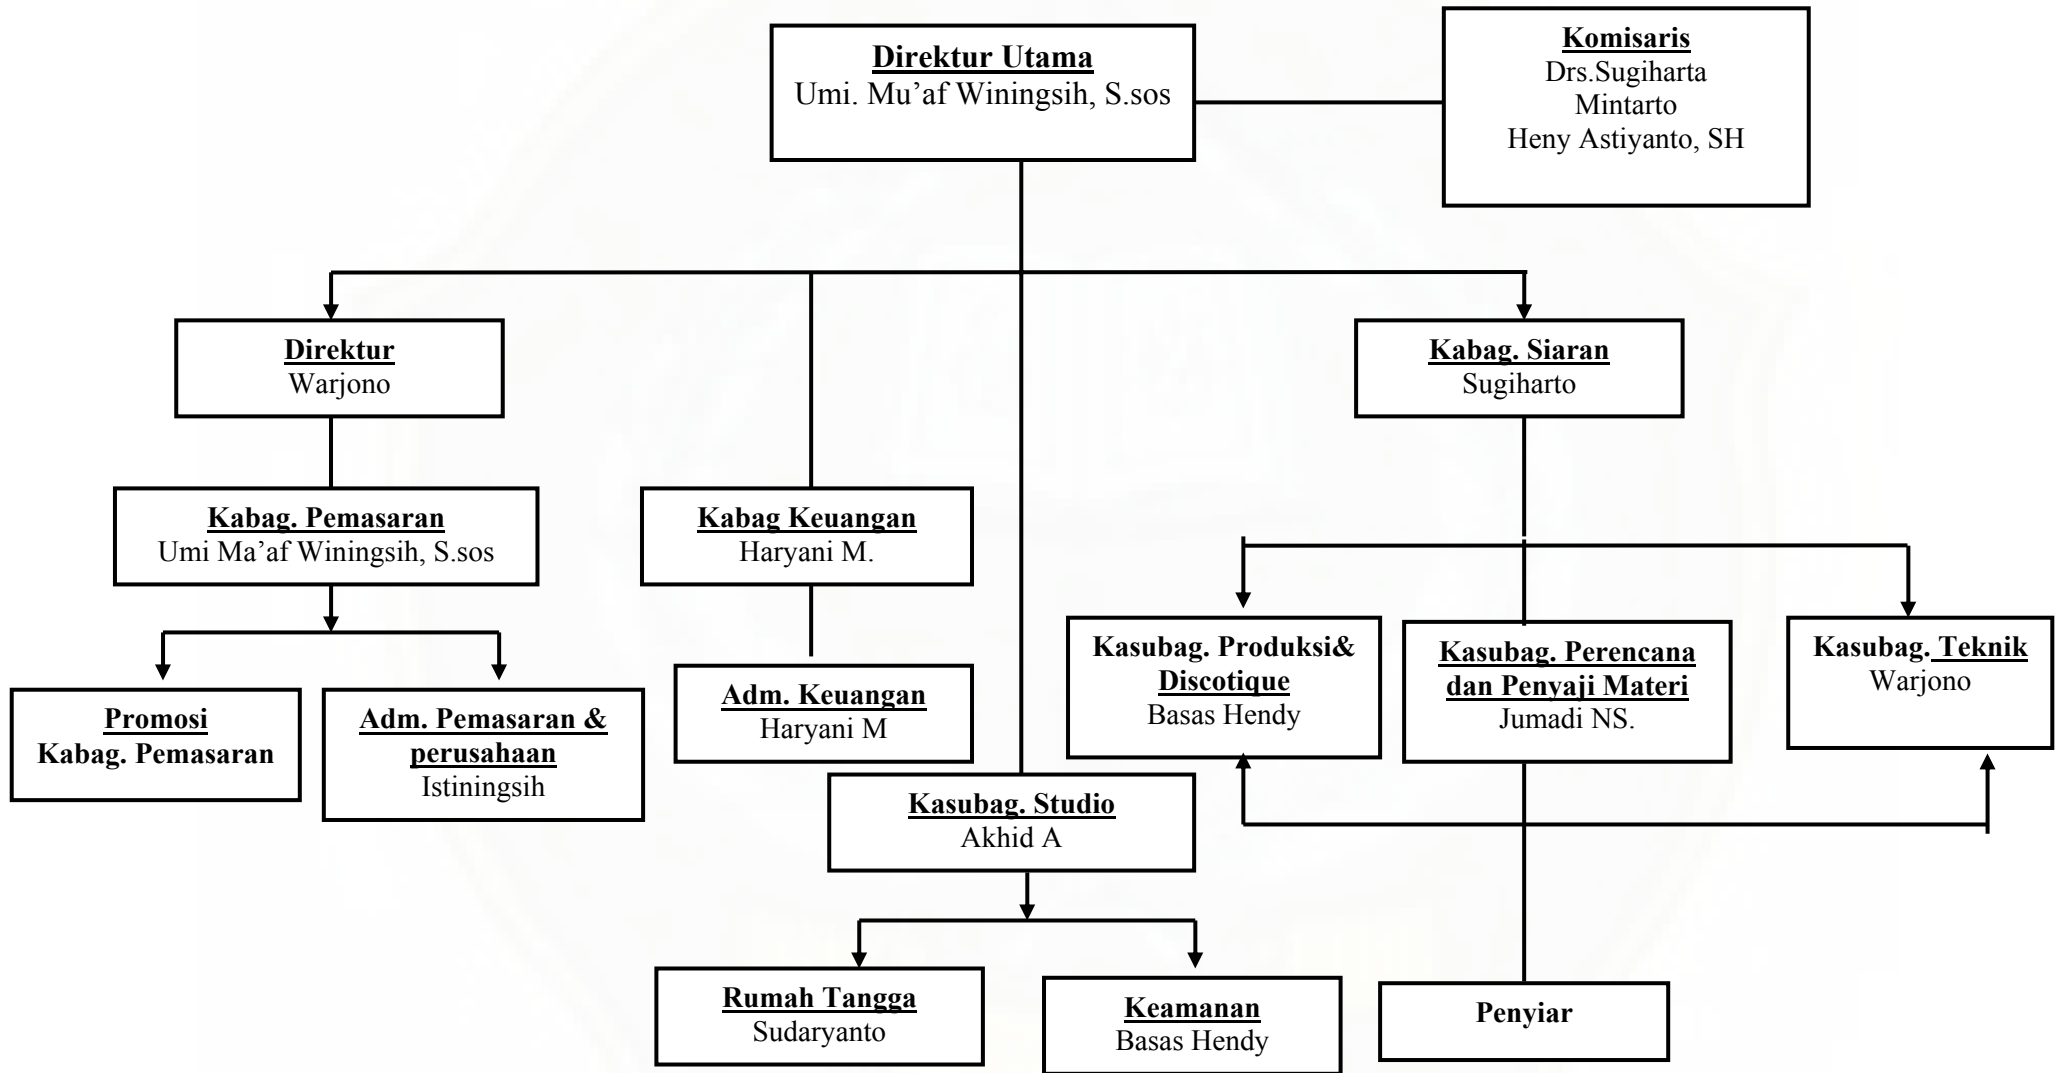 Direktur Utama
Umi. Mu’af Winingsih, S.sos
Komisaris
Drs.Sugiharta
Mintarto
Heny Astiyanto, SH
Direktur
Warjono
Kabag. Siaran
Sugiharto
Kabag. Pemasaran
Umi Ma’af Winingsih, S.sos
Kabag Keuangan
Haryani M.
Kasubag. Produksi&
Discotique
Basas Hendy
Kasubag. Perencana
dan Penyaji Materi
Jumadi NS.
Kasubag. Teknik
Warjono
Promosi
Kabag. Pemasaran
Adm. Pemasaran &
perusahaan
Istiningsih
Adm. Keuangan
Haryani M
Kasubag. Studio
Akhid A
Rumah Tangga
Sudaryanto
Keamanan
Basas Hendy
Penyiar